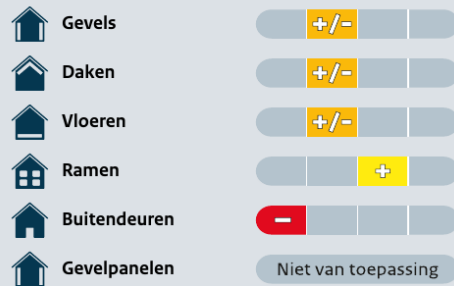 Gevels +/-
Daken +/-
Vloeren +/-
Ramen +
Buitendeuren -
Gevelpanelen Niet van toepassing